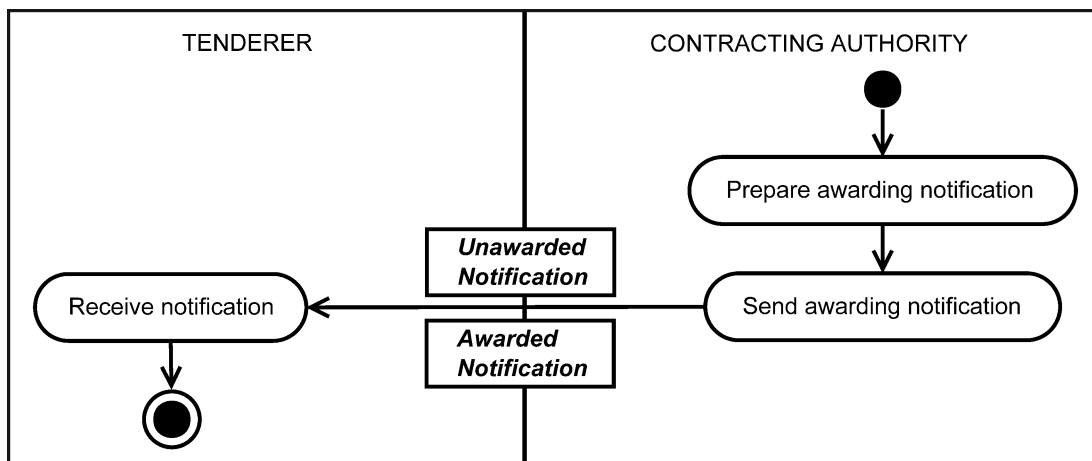 TENDERER
CONTRACTING AUTHORITY
Prepare awarding notification
Unawarded
Notification
Receive notification
Send awarding notification
Awarded
Notification